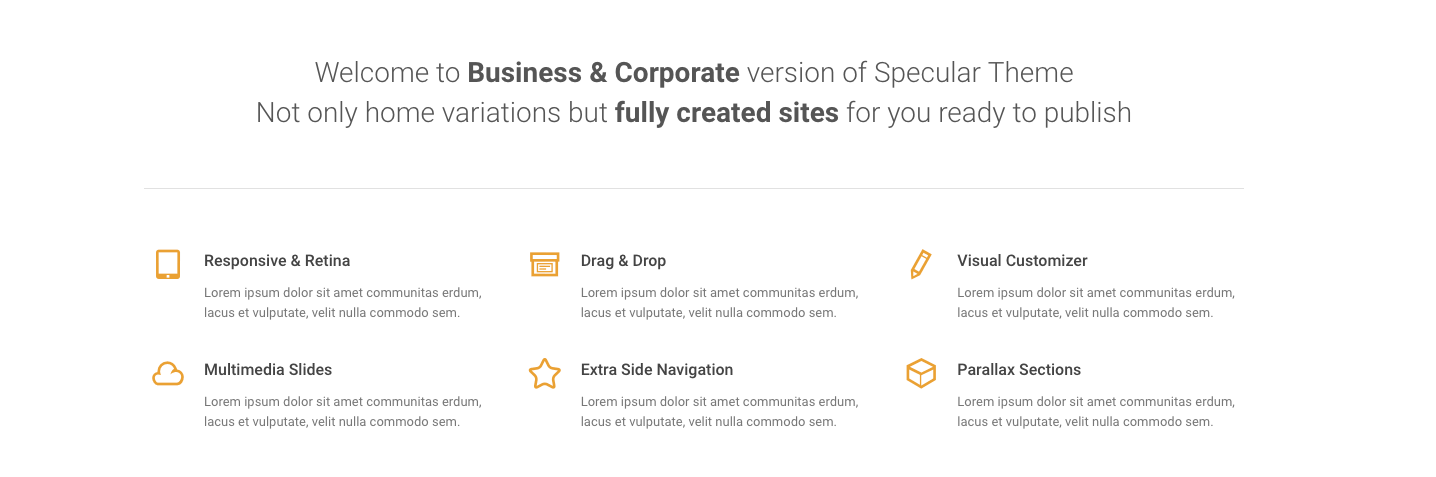 Welcome to Business & Corporate version of Specular Theme
Not only home variations but fully created sites for you ready to publish
Responsive & Retina
Lorem ipsum dolor sit amet communitas erdum,
lacus et vulputate, velit nulla commodo sem.
Drag & Drop
Lorem ipsum dolor sit amet communitas erdum,
lacus et vulputate, velit nulla commodo sem.
Visual Customizer
Lorem ipsum dolor sit amet communitas erdum,
lacus et vulputate, velit nulla commodo sem.
Multimedia Slides
Lorem ipsum dolor sit amet communitas erdum,
lacus et vulputate, velit nulla commodo sem.
Extra Side Navigation
Lorem ipsum dolor sit amet communitas erdum,
lacus et vulputate, velit nulla commodo sem.
Parallax Sections
Lorem ipsum dolor sit amet communitas erdum,
lacus et vulputate, velit nulla commodo sem.